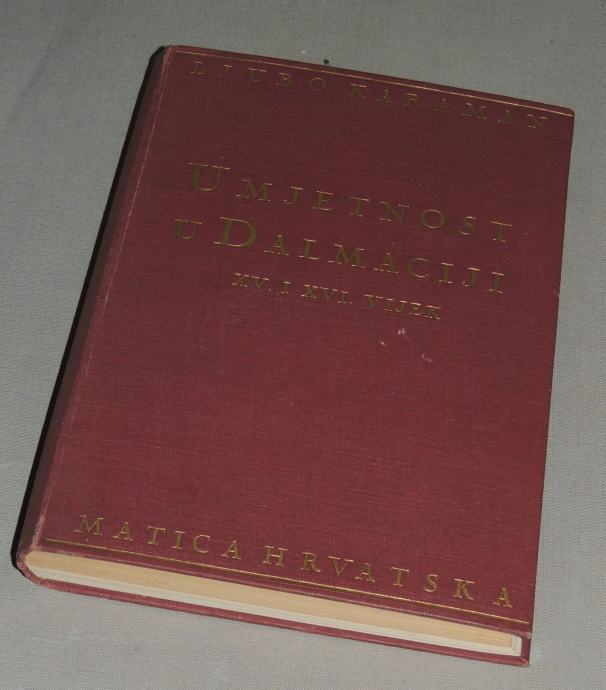 LJUBO KARAMAN
UMJETNOST
U DALMACIJI
XV. I XVI. VIJEK
MATICA HRVATSKA